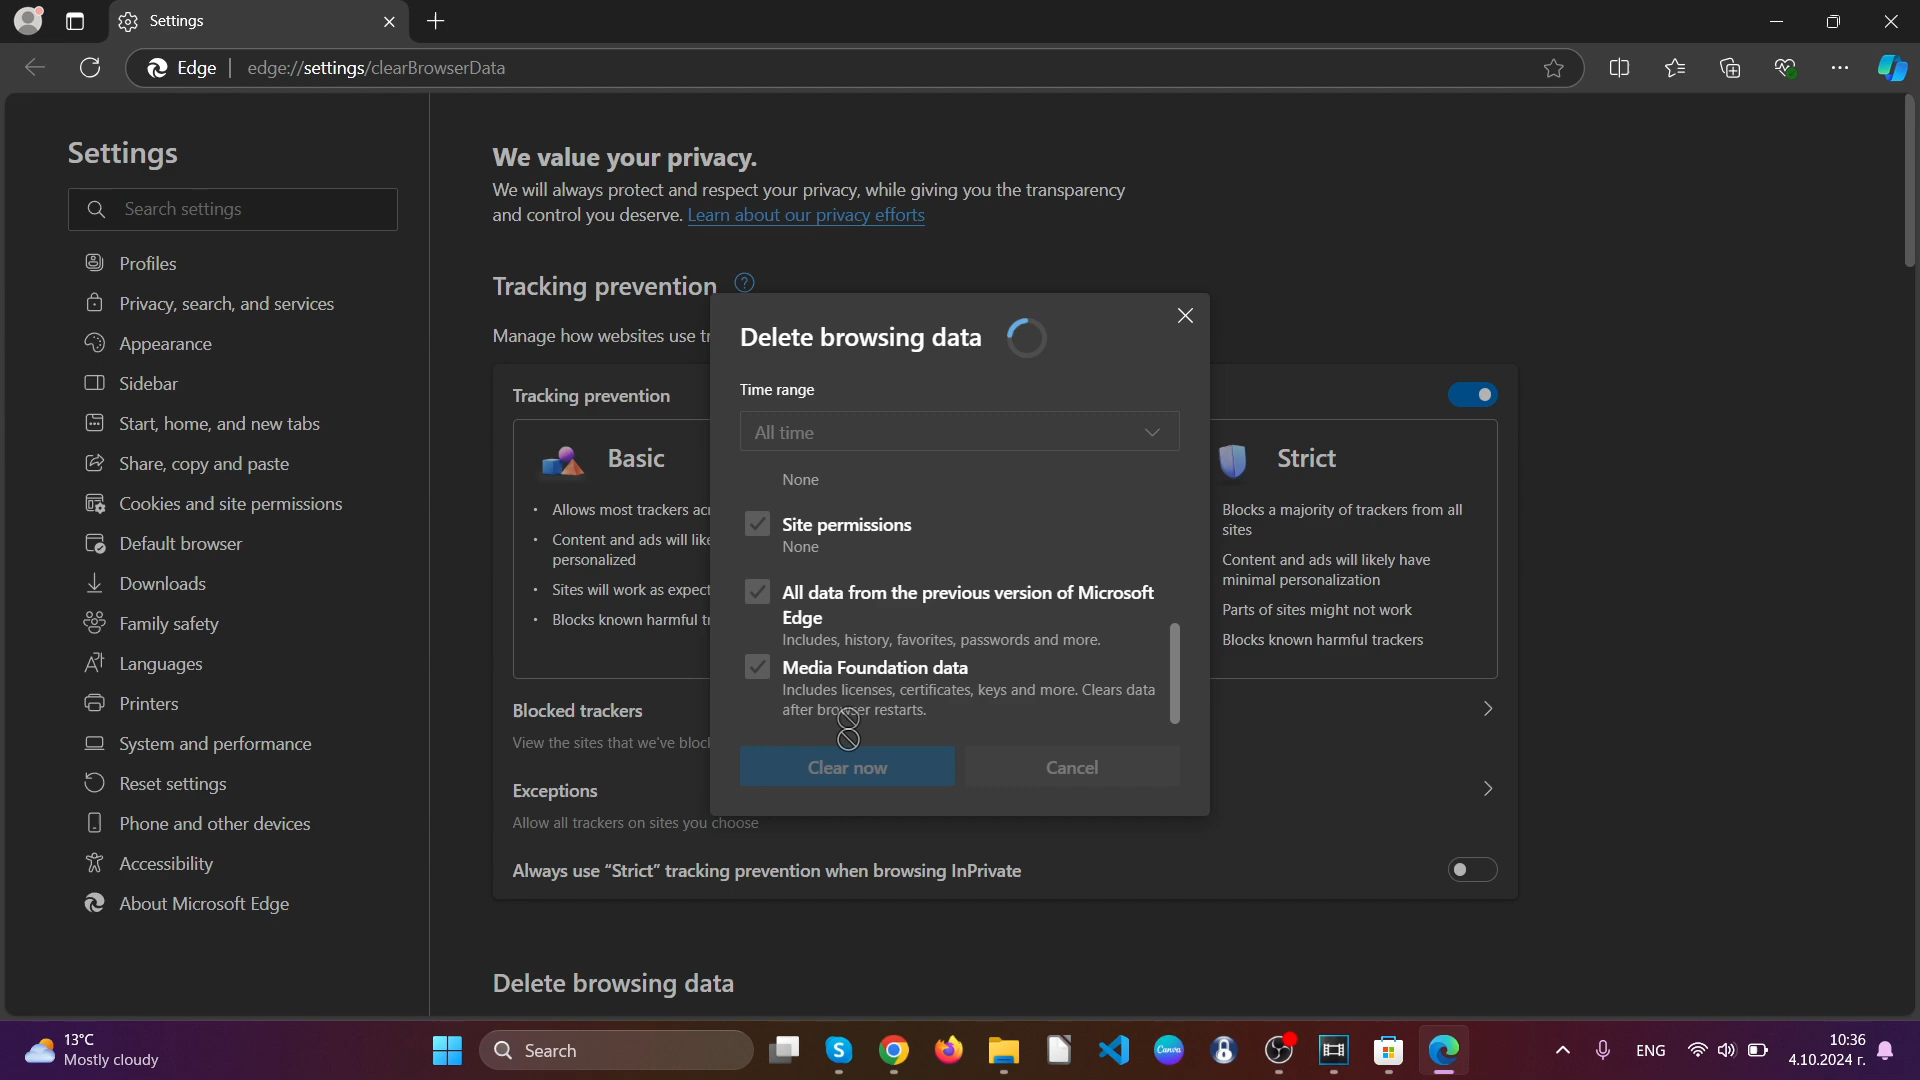 Settings
Edge
edge://settings/clearBrowserData
Settings
Search settings
Profiles
Privacy, search, and services
Appearance
Sidebar
Start, home, and new tabs
Share, copy and paste
Cookies and site permissions
Default browser
Downloads
Family safety
Languages
Printers
System and performance
Reset settings
Phone and other devices
Accessibility
About Microsoft Edge
We value your privacy.
We will always protect and respect your privacy, while giving you the transparency
and control you deserve. Learn about our privacy efforts
Tracking prevention
Manage how websites use
Tracking prevention
Basic
• Allows most trackers
• Content and ads will
personalized
• Sites will work as
• Blocks known harmful
Strict
Blocks a majority of trackers from all
sites
Content and ads will likely have
minimal personalization
Parts of sites might not work
Blocks known harmful trackers
Blocked trackers
View the sites that we've
Exceptions
Allow all trackers on sites you choose
Always use “Strict” tracking prevention when browsing InPrivate
Delete browsing data
Delete browsing data
Time range
All time
None
Site permissions
None
All data from the previous version of Microsoft
Edge
Includes, history, favorites, passwords and more.
Media Foundation data
Includes licenses, certificates, keys and more. Clears data
after browser restarts.
Clear now
Cancel
13°C
Mostly cloudy
Search
Canva
ENG
10:36
4.10.2024 г.